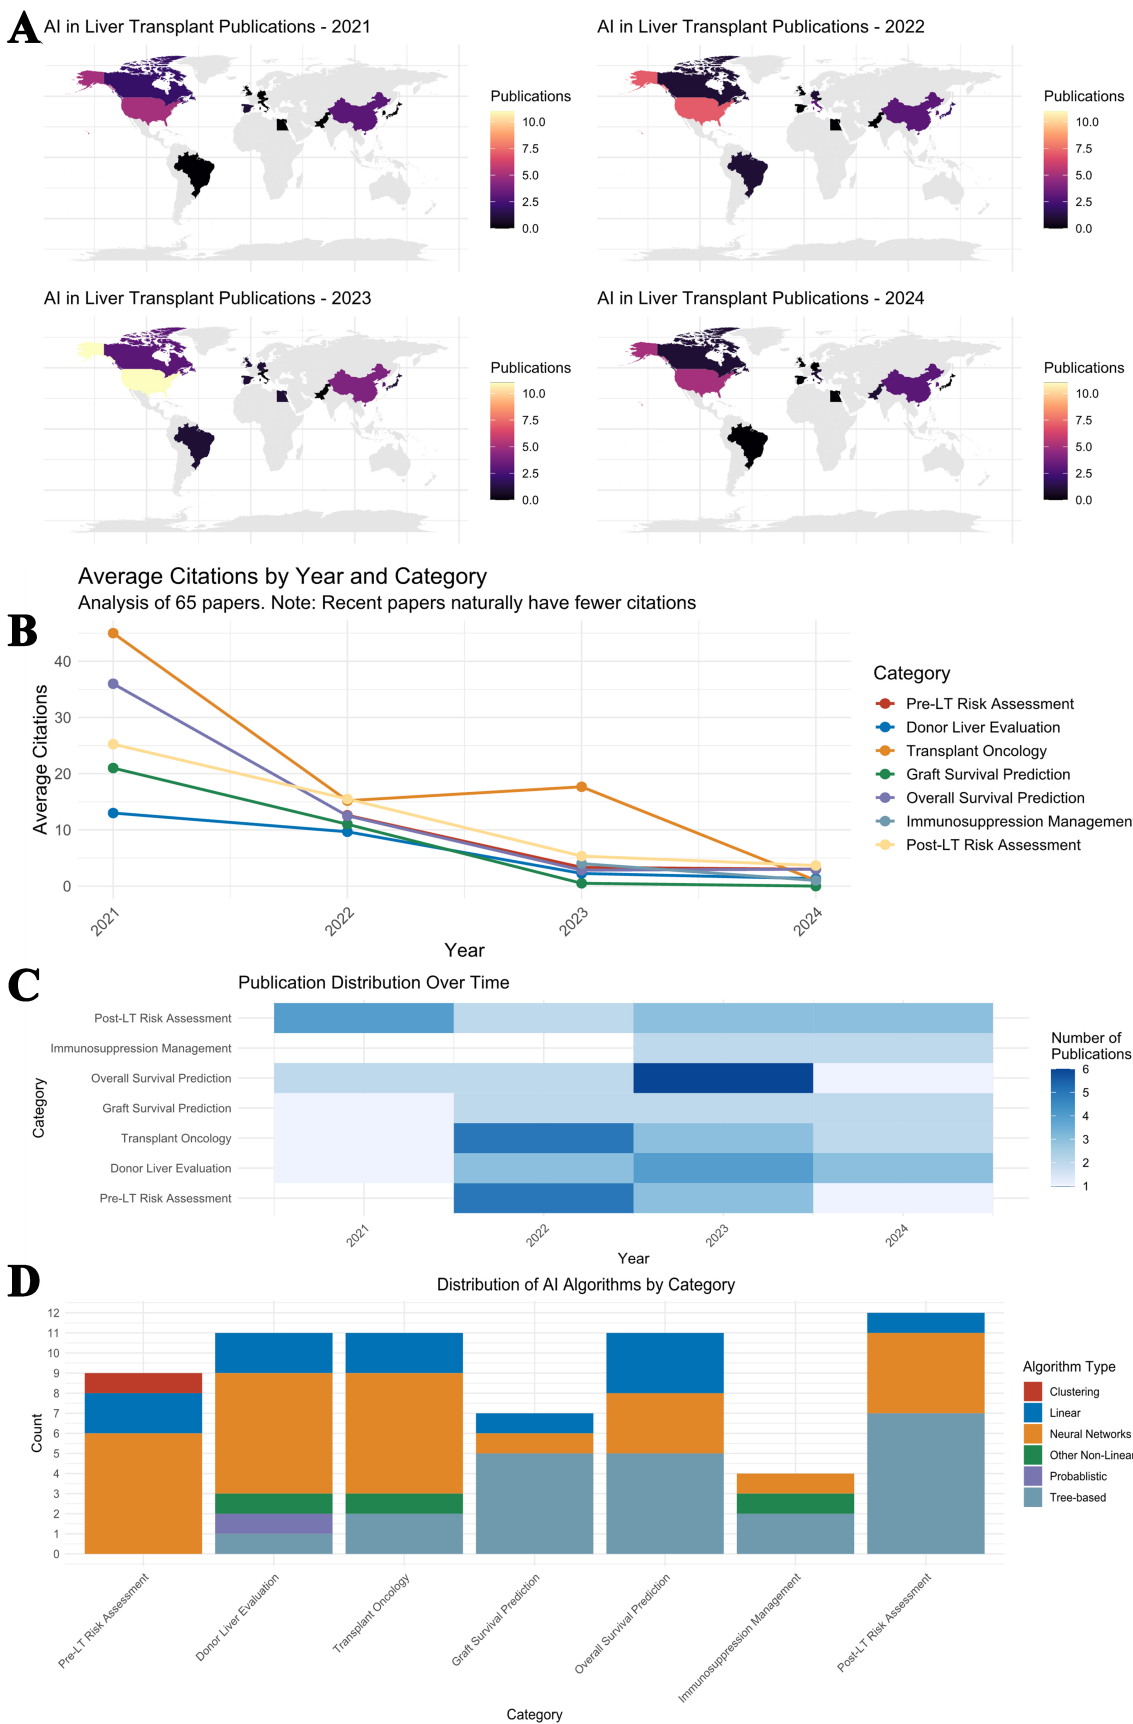 A
AI in Liver Transplant Publications - 2021
Publications
10.0
7.5
5.0
2.5
0.0
AI in Liver Transplant Publications - 2022
Publications
10.0
7.5
5.0
2.5
0.0
AI in Liver Transplant Publications - 2023
Publications
10.0
7.5
5.0
2.5
0.0
AI in Liver Transplant Publications - 2024
Publications
10.0
7.5
5.0
2.5
0.0
B
Average Citations by Year and Category
Analysis of 65 papers. Note: Recent papers naturally have fewer citations
Average Citations
40
30
20
10
0
2021
2022
2023
2024
Year
Category
Pre-LT Risk Assessment
Donor Liver Evaluation
Transplant Oncology
Graft Survival Prediction
Overall Survival Prediction
Immunosuppression Managemen
Post-LT Risk Assessment
C
Publication Distribution Over Time
Category
Post-LT Risk Assessment
Immunosuppression Management
Overall Survival Prediction
Graft Survival Prediction
Transplant Oncology
Donor Liver Evaluation
Pre-LT Risk Assessment
2021
2022
2023
2024
Year
Number of
Publications
6
5
4
3
2
1
D
Distribution of AI Algorithms by Category
Count
12
11
10
9
8
7
6
5
4
3
2
1
0
Pre-LT Risk Assessment
Donor Liver Evaluation
Transplant Oncology
Graft Survival Prediction
Overall Survival Prediction
Immunosuppression Management
Post-LT Risk Assessment
Category
Algorithm Type
Clustering
Linear
Neural Networks
Other Non-Linear
Probablistic
Tree-based